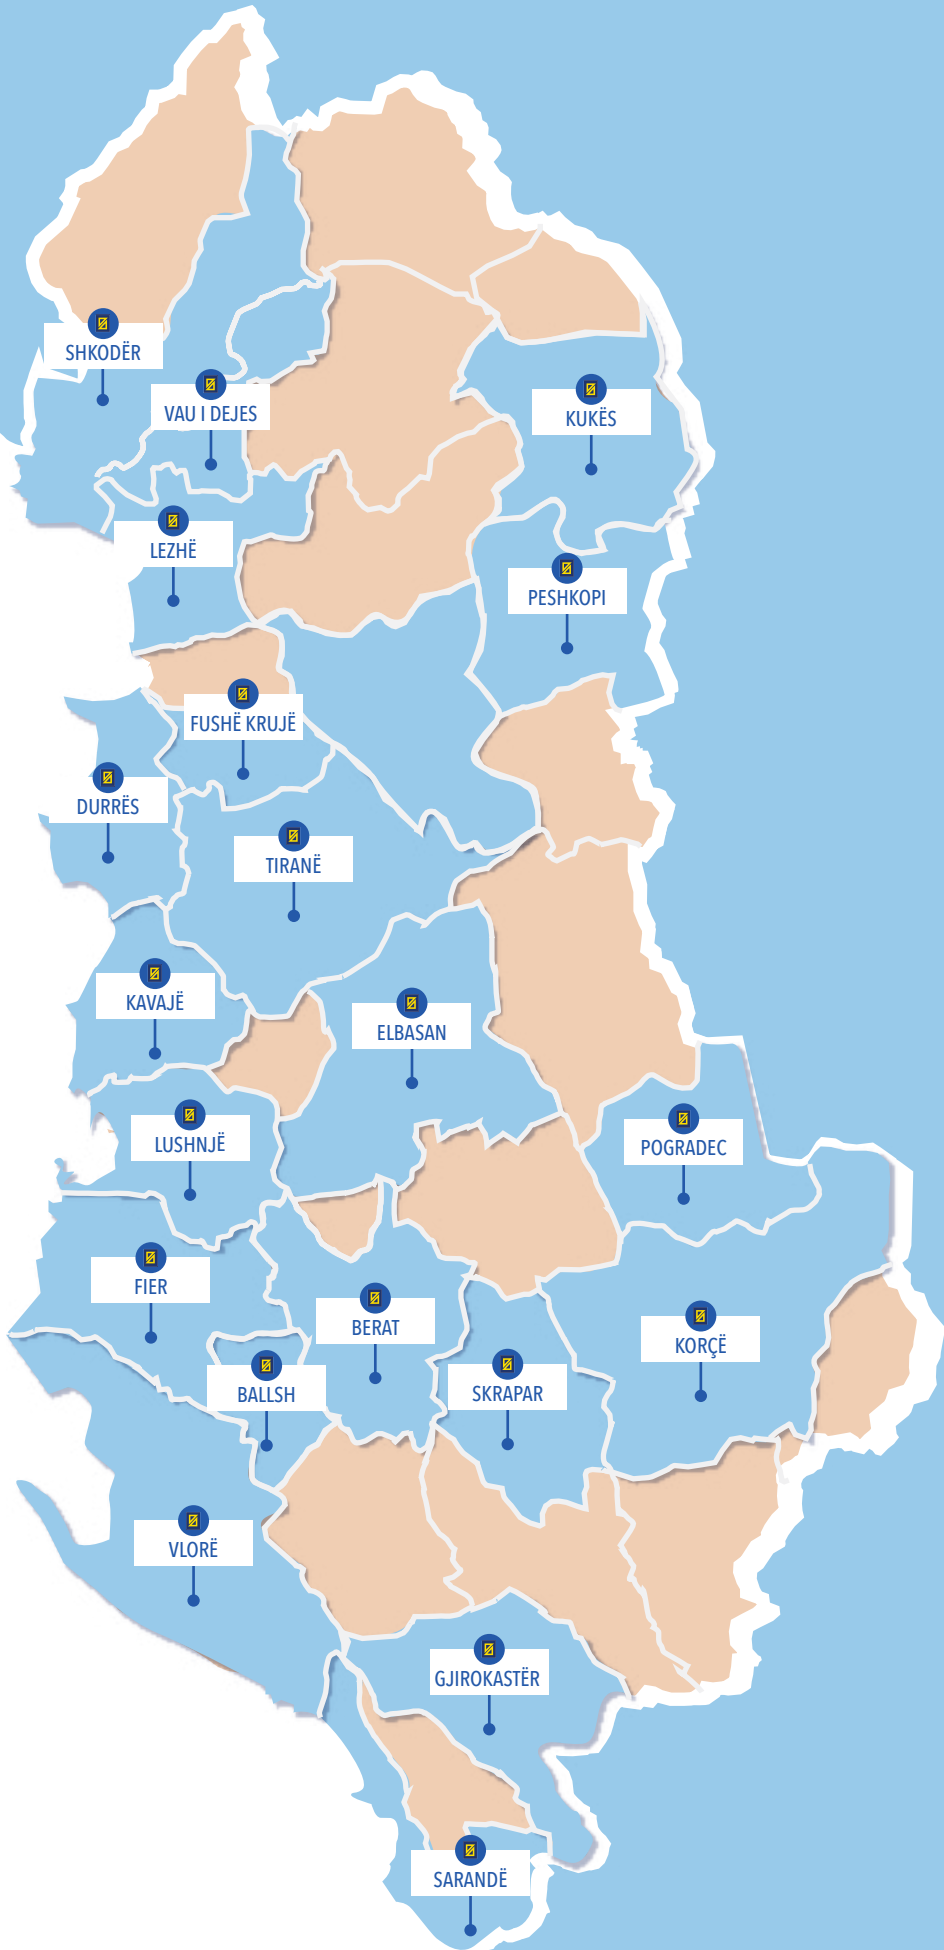 SHKODËR
VAU I DEJES
KUKËS
LEZHË
PESHKOPI
FUSHË KRUJË
DURRËS
TIRANË
KAVAJË
ELBASAN
LUSHNJË
POGRADEC
FIER
BERAT
KORÇË
BALLSH
SKRAPAR
VLORË
GJIROKASTËR
SARANDË